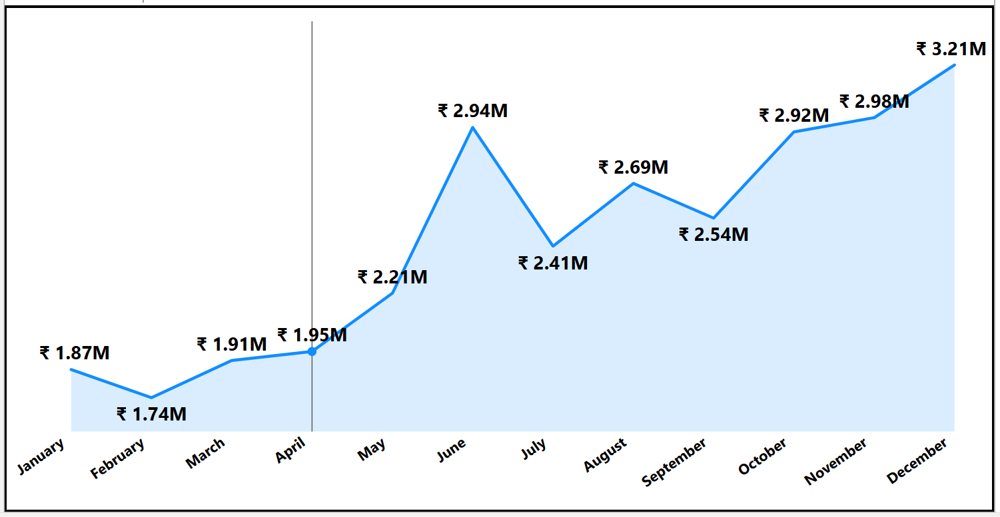 ₹ 3.21M
₹ 2.98M
₹ 2.94M
₹ 2.92M
₹ 2.69M
₹ 2.54M
₹ 2.41M
₹ 2.21M
₹ 1.95M
₹ 1.91M
₹ 1.87M
₹ 1.74M
January
February
March
April
May
June
July
August
September
October
November
December